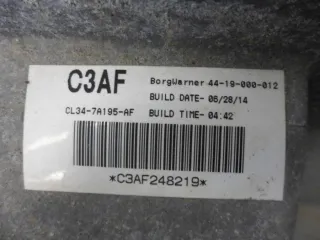 C3AF BorgWarner 44-19-000-012
BUILD DATE- 06/28/14
CL34-7A195-AF BUILD TIME- 04:42
*C3AF248219*